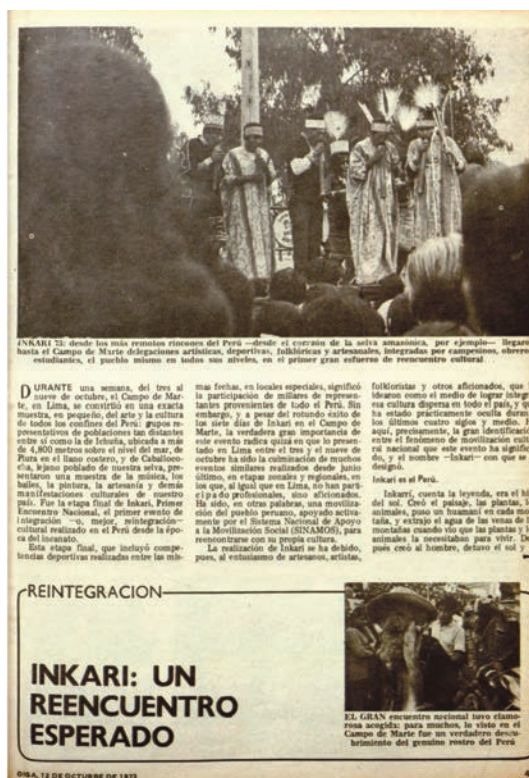 INKARI 73: desde los más remotos rincones del Perú —desde el corazón de la selva amazónica, por ejemplo— llegaron
hasta el Campo de Marte delegaciones artísticas, deportivas, folklóricas y artesanales, integradas por campesinos, obreros
estudiantes, el pueblo mismo en todos sus niveles, en el primer gran esfuerzo de reencuentro cultural
DURANTE una semana, del tres al
nueve de octubre, el Campo de Mar-
te, en Lima, se convirtió en una exacta
muestra, en pequeño, del arte y la cultura
de todos los confines del Perú: grupos re-
presentativos de poblaciones tan distantes
entre sí como la de Ichuña, ubicada a más
de 4,800 metros sobre el nivel del mar, de
Piura en el llano costero, y de Caballoco-
cha, lejano poblado de nuestra selva, pre-
sentaron una muestra de la música, los
bailes, la pintura, la artesanía y demás
manifestaciones culturales de nuestro
país. Fue la etapa final de Inkari, Primer
Encuentro Nacional, el primer evento de
integración —o, mejor, reintegración—
cultural realizado en el Perú desde la épo-
ca del incanato.
Esta etapa final, que incluyó compe-
tencias deportivas realizadas entre las mis-
mas fechas, en locales especiales, significó
la participación de millares de represen-
tantes provenientes de todo el Perú. Sin
embargo, y a pesar del rotundo éxito de
los siete días de Inkari en el Campo de
Marte, la verdadera gran importancia de
este evento radica quizá en que lo presen-
tado en Lima entre el tres y el nueve de
octubre ha sido la culminación de muchos
eventos similares realizados desde junio
último, en etapas zonales y regionales, en
los que, al igual que en Lima, no han parti-
cipado profesionales, sino aficionados.
Ha sido, en otras palabras, una moviliza-
ción del pueblo peruano, apoyado activa-
mente por el Sistema Nacional de Apoyo
a la Movilización Social (SINAMOS), para
reencontrarse con su propia cultura.
La realización de Inkari se ha debido,
pues, al entusiasmo de artesanos, artistas,
folkloristas y otros aficionados, que
idearon como el medio de lograr integrar
esa cultura dispersa en todo el país, y que
ha estado prácticamente oculta durante
los últimos cuatro siglos y medio.
aquí, precisamente, la gran identificación
entre el fenómeno de movilización cultu-
ral nacional que este evento ha significa-
do, y el nombre —Inkari— con que se
designó.
Inkari es el Perú.
Inkarrí, cuenta la leyenda, era el hijo
del sol. Creó el paisaje, las plantas,
animales, puso un huamaní en cada mon-
taña, y extrajo el agua de las venas de
montañas cuando vio que las plantas y
animales la necesitaban para vivir. Des-
pués creó al hombre, detuvo el sol y
REINTEGRACION
INKARI: UN
REENCUENTRO
ESPERADO
EL GRAN encuentro nacional tuvo clamo-
rosa acogida: para muchos, lo visto en el
Campo de Marte fue un verdadero descu-
brimiento del genuino rostro del Perú
OIGA, 12 DE OCTUBRE DE 1973